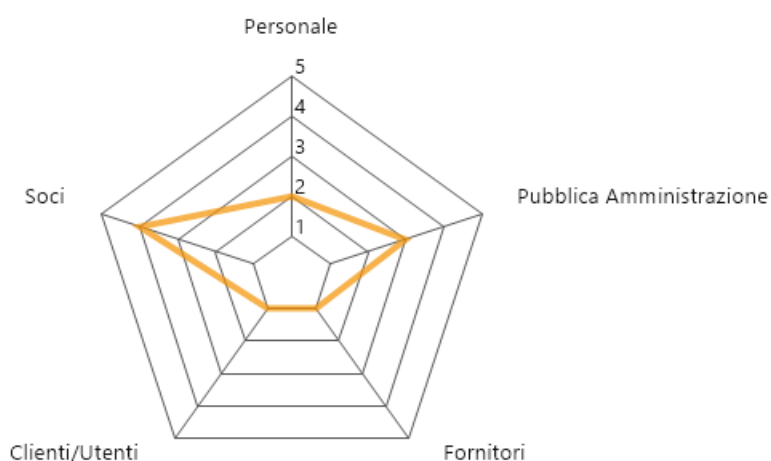 Personale
5
4
3
2
1
Soci
Pubblica Amministrazione
Clienti/Utenti
Fornitori